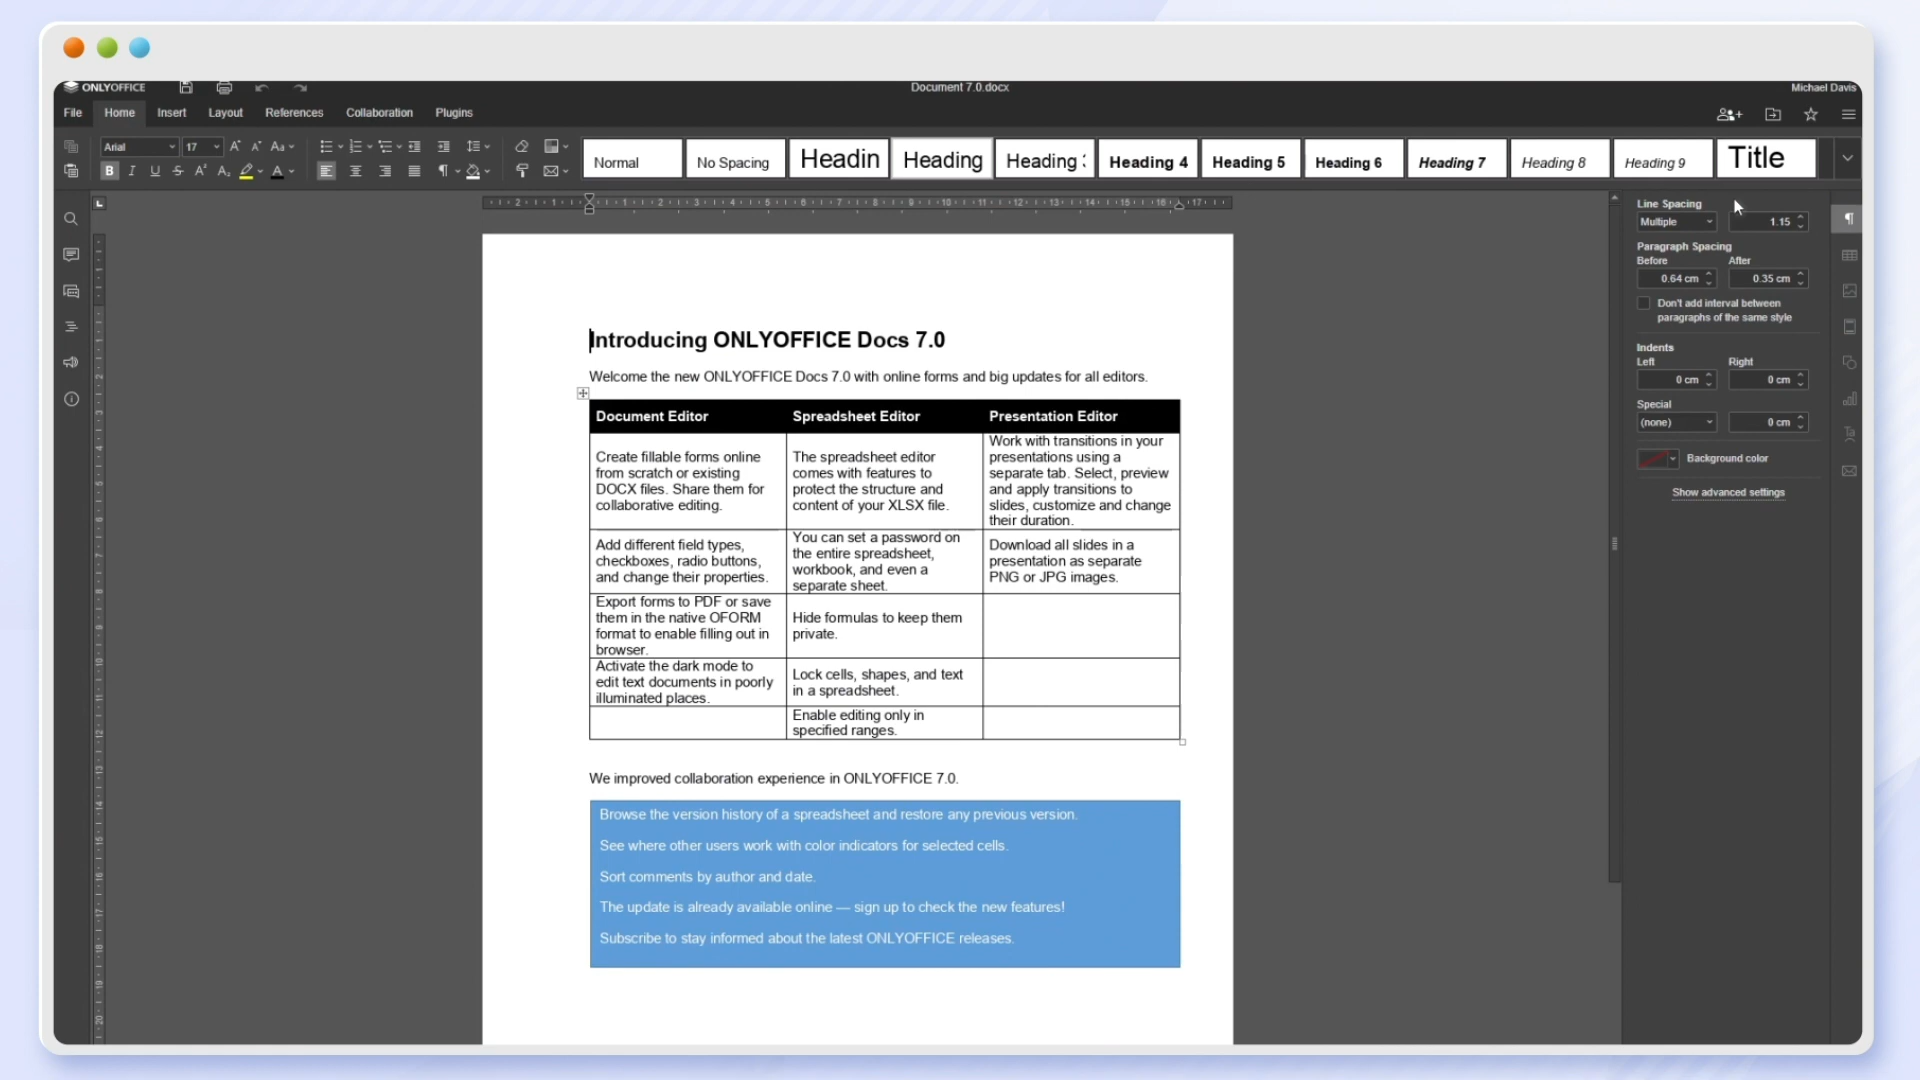 ONLYOFFICE
Document 7.0.docx
Michael Davis
File Home Insert Layout References Collaboration Plugins
Arial 17 Aa
B I U S A² A₂ A
Normal No Spacing Headin Heading Heading Heading 4 Heading 5 Heading 6 Heading 7 Heading 8 Heading 9 Title
Line Spacing
Multiple 1.15
Paragraph Spacing
Before After
0.64 cm 0.35 cm
Don't add interval between
paragraphs of the same style
Indents
Left Right
0 cm 0 cm
Special
(none) 0 cm
Background color
Show advanced settings
Introducing ONLYOFFICE Docs 7.0
Welcome the new ONLYOFFICE Docs 7.0 with online forms and big updates for all editors.
Document Editor Spreadsheet Editor Presentation Editor
Create fillable forms online
from scratch or existing
DOCX files. Share them for
collaborative editing.
The spreadsheet editor
comes with features to
protect the structure and
content of your XLSX file.
Work with transitions in your
presentations using a
separate tab. Select, preview
and apply transitions to
slides, customize and change
their duration.
Add different field types,
checkboxes, radio buttons,
and change their properties.
You can set a password on
the entire spreadsheet,
workbook, and even a
separate sheet.
Download all slides in a
presentation as separate
PNG or JPG images.
Export forms to PDF or save
them in the native OFORM
format to enable filling out in
browser.
Hide formulas to keep them
private.
Activate the dark mode to
edit text documents in poorly
illuminated places.
Lock cells, shapes, and text
in a spreadsheet.
Enable editing only in
specified ranges.
We improved collaboration experience in ONLYOFFICE 7.0.
Browse the version history of a spreadsheet and restore any previous version.
See where other users work with color indicators for selected cells.
Sort comments by author and date.
The update is already available online — sign up to check the new features!
Subscribe to stay informed about the latest ONLYOFFICE releases.